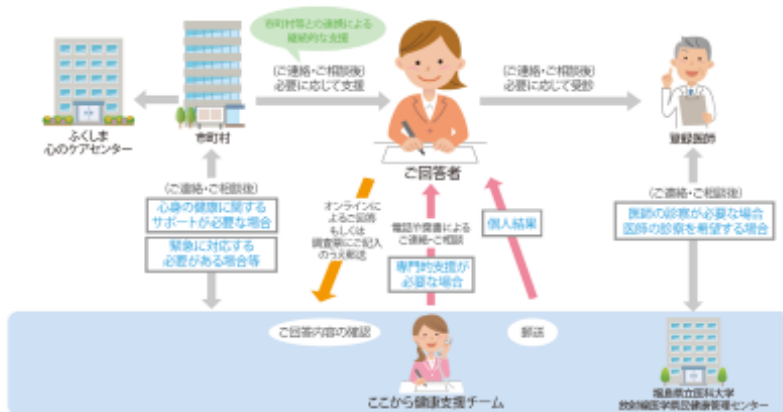 市町村等との連携による
継続的な支援
(ご連絡・ご相談後)
必要に応じて支援
(ご連絡・ご相談後)
必要に応じて受診
ふくしま
心のケアセンター
市町村
ご回答者
登録医師
(ご連絡・ご相談後)
心身の健康に関する
サポートが必要な場合
緊急に対応する
必要がある場合等
オンラインに
よるご回答
もしくは
調査票にご記入
のうえ郵送
電話や文書による
ご連絡・ご相談
専門的支援が
必要な場合
個人結果
(ご連絡・ご相談後)
医師の診察が必要な場合
医師の診察を希望する場合
ご回答内容の確認
郵送
ここから健康支援チーム
福島県立医科大学
放射線医学県民健康管理センター